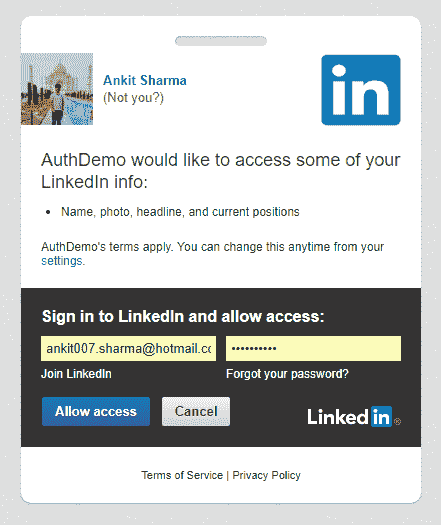 Ankit Sharma
(Not you?)
in
AuthDemo would like to access some of your
LinkedIn info:
• Name, photo, headline, and current positions
AuthDemo's terms apply. You can change this anytime from your
settings.
Sign in to LinkedIn and allow access:
ankit007.sharma@hotmail.cc ••••••••••
Join LinkedIn Forgot your password?
Allow access Cancel
Linked in ®
Terms of Service | Privacy Policy